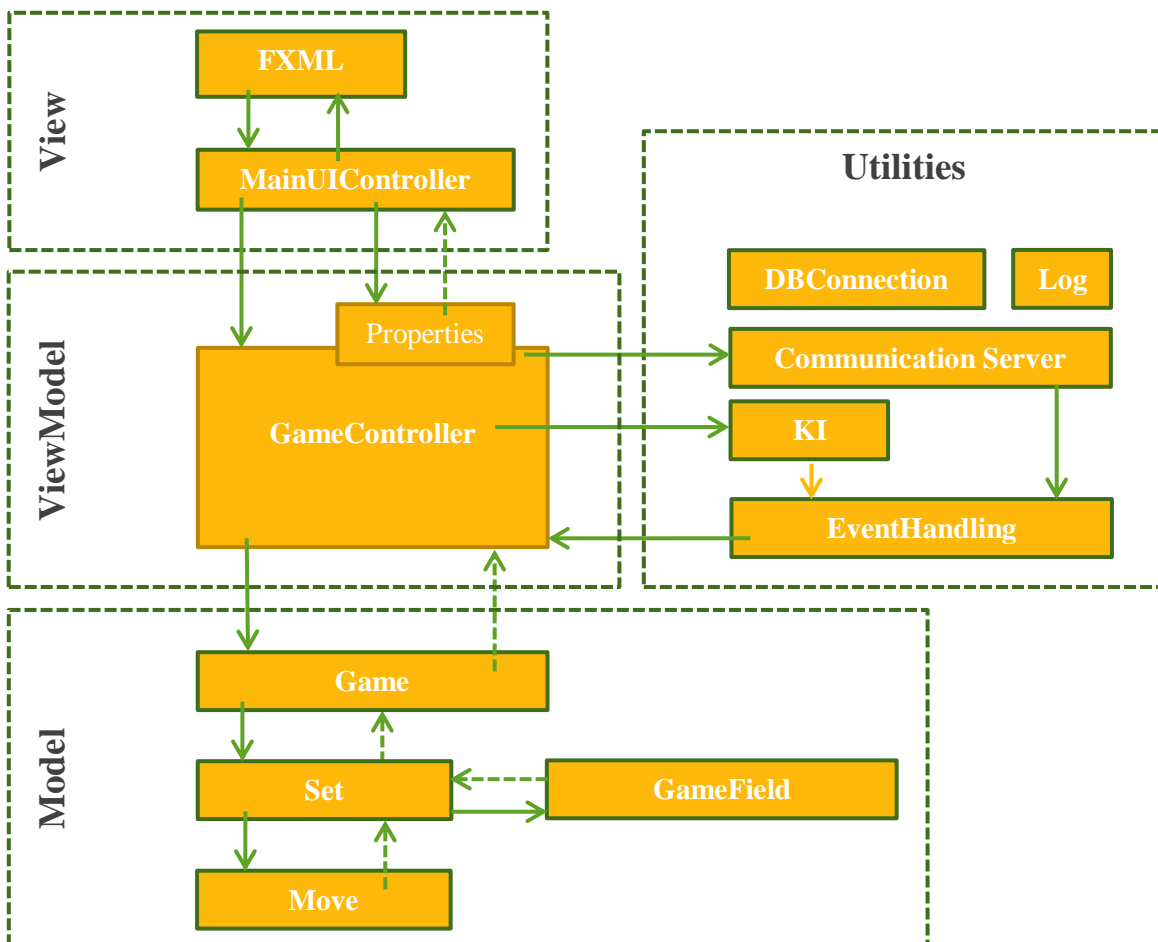 View
FXML
MainUIController
Utilities
DBConnection
Log
Communication Server
KI
EventHandling
ViewModel
Properties
GameController
Model
Game
Set
GameField
Move